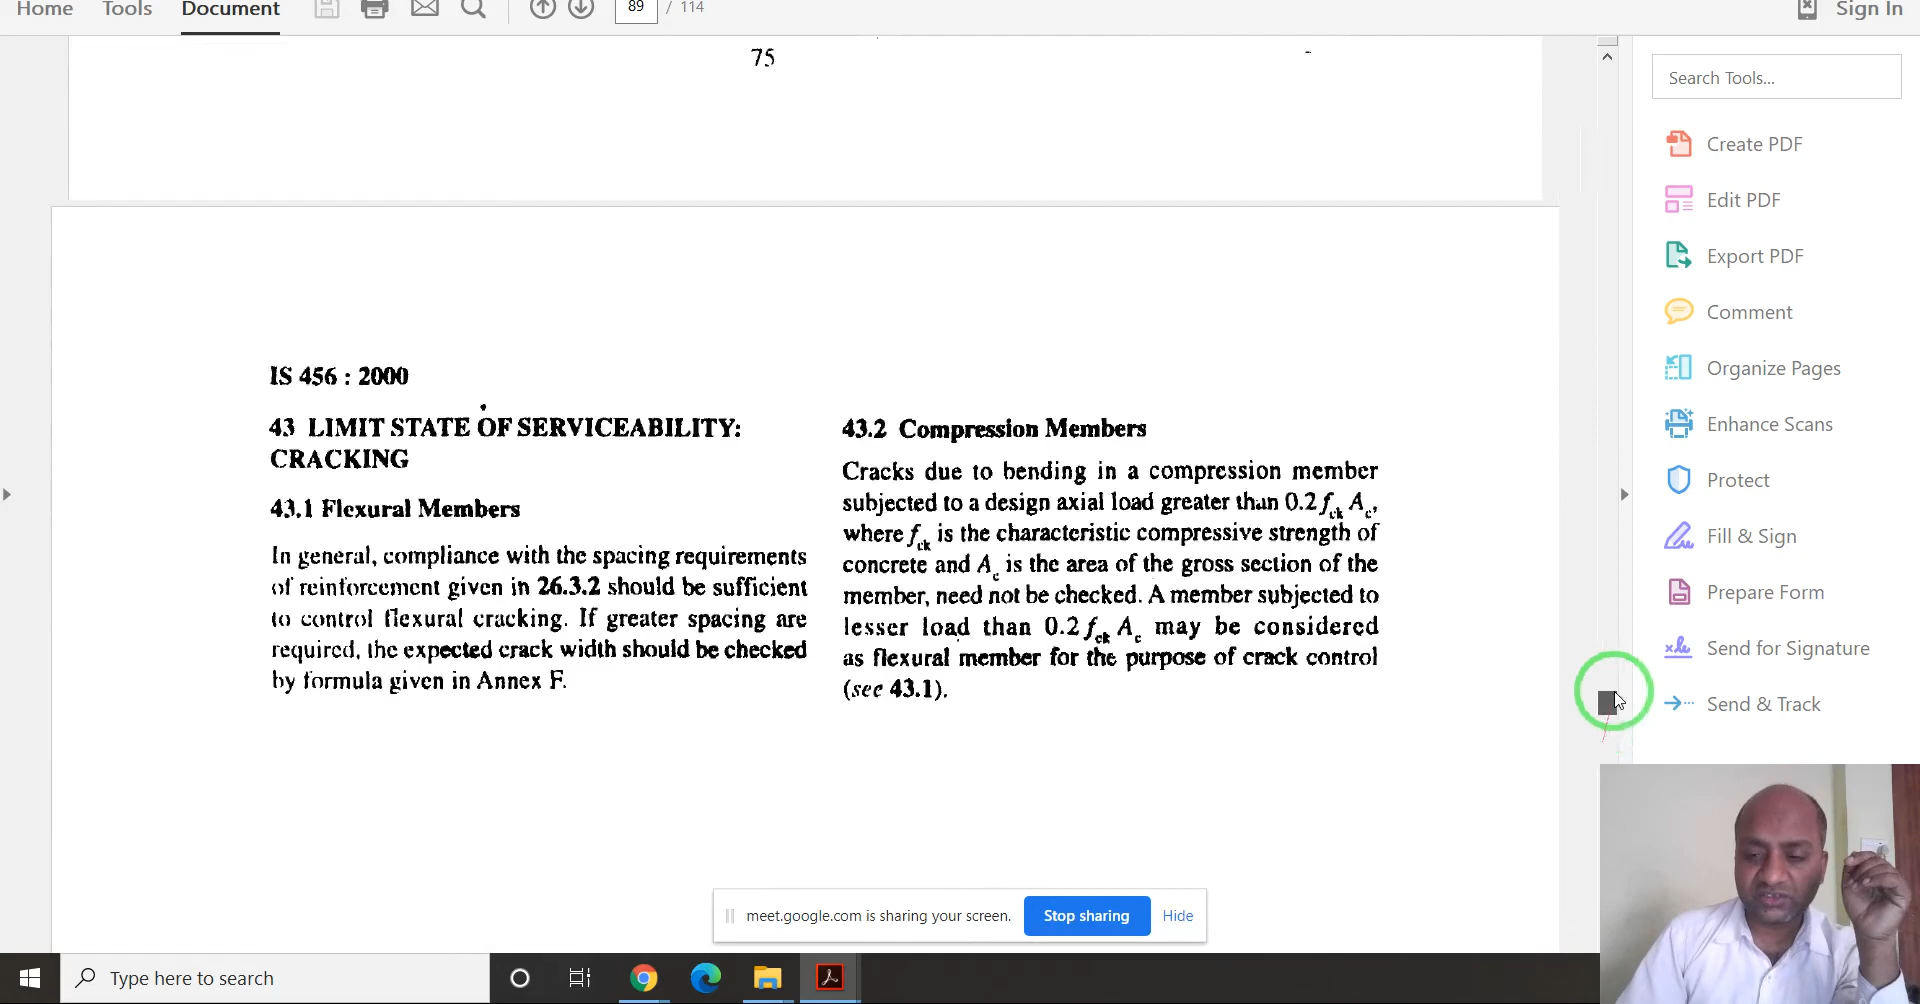 Home Tools Document 89 / 114 Sign In
75
IS 456 : 2000
43 LIMIT STATE OF SERVICEABILITY:
CRACKING
43.1 Flexural Members
In general, compliance with the spacing requirements
of reinforcement given in 26.3.2 should be sufficient
to control flexural cracking. If greater spacing are
required, the expected crack width should be checked
by formula given in Annex F.
43.2 Compression Members
Cracks due to bending in a compression member
subjected to a design axial load greater than 0.2 fck Ac,
where fck is the characteristic compressive strength of
concrete and Ac is the area of the gross section of the
member, need not be checked. A member subjected to
lesser load than 0.2 fck Ac may be considered
as flexural member for the purpose of crack control
(see 43.1).
Search Tools...
Create PDF
Edit PDF
Export PDF
Comment
Organize Pages
Enhance Scans
Protect
Fill & Sign
Prepare Form
Send for Signature
Send & Track
meet.google.com is sharing your screen. Stop sharing Hide
Type here to search